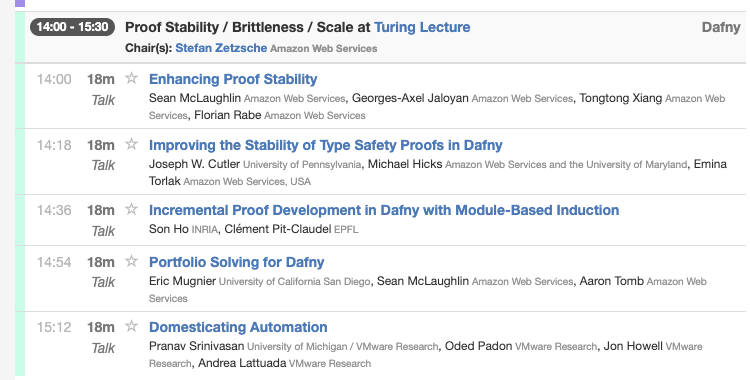 14:00 - 15:30 Proof Stability / Brittleness / Scale at Turing Lecture Dafny
Chair(s): Stefan Zetzsche Amazon Web Services
14:00 18m ☆ Enhancing Proof Stability
Talk Sean McLaughlin Amazon Web Services, Georges-Axel Jaloyan Amazon Web Services, Tongtong Xiang Amazon Web
Services, Florian Rabe Amazon Web Services
14:18 18m ☆ Improving the Stability of Type Safety Proofs in Dafny
Talk Joseph W. Cutler University of Pennsylvania, Michael Hicks Amazon Web Services and the University of Maryland, Emina
Torlak Amazon Web Services, USA
14:36 18m ☆ Incremental Proof Development in Dafny with Module-Based Induction
Talk Son Ho INRIA, Clément Pit-Claudel EPFL
14:54 18m ☆ Portfolio Solving for Dafny
Talk Eric Mugnier University of California San Diego, Sean McLaughlin Amazon Web Services, Aaron Tomb Amazon Web
Services
15:12 18m ☆ Domesticating Automation
Talk Pranav Srinivasan University of Michigan / VMware Research, Oded Padon VMware Research, Jon Howell VMware
Research, Andrea Lattuada VMware Research